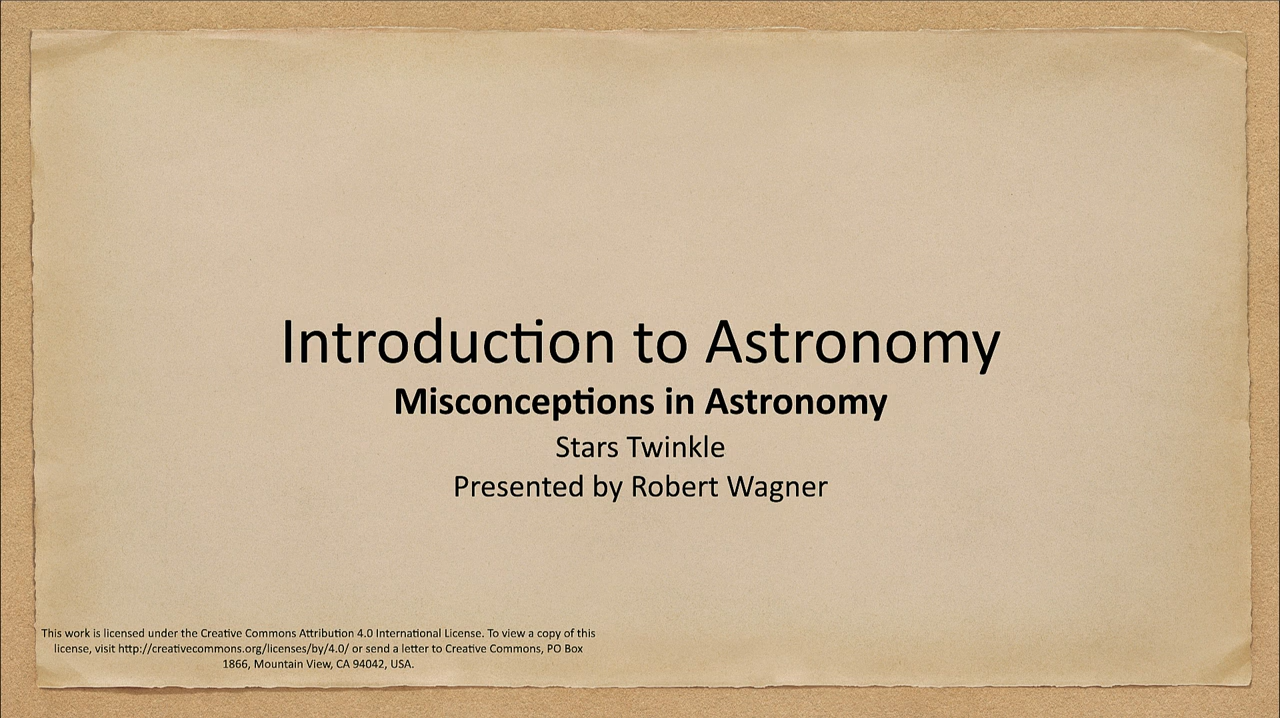 Introduction to Astronomy
Misconceptions in Astronomy
Stars Twinkle
Presented by Robert Wagner
This work is licensed under the Creative Commons Attribution 4.0 International License. To view a copy of this
license, visit http://creativecommons.org/licenses/by/4.0/ or send a letter to Creative Commons, PO Box
1866, Mountain View, CA 94042, USA.